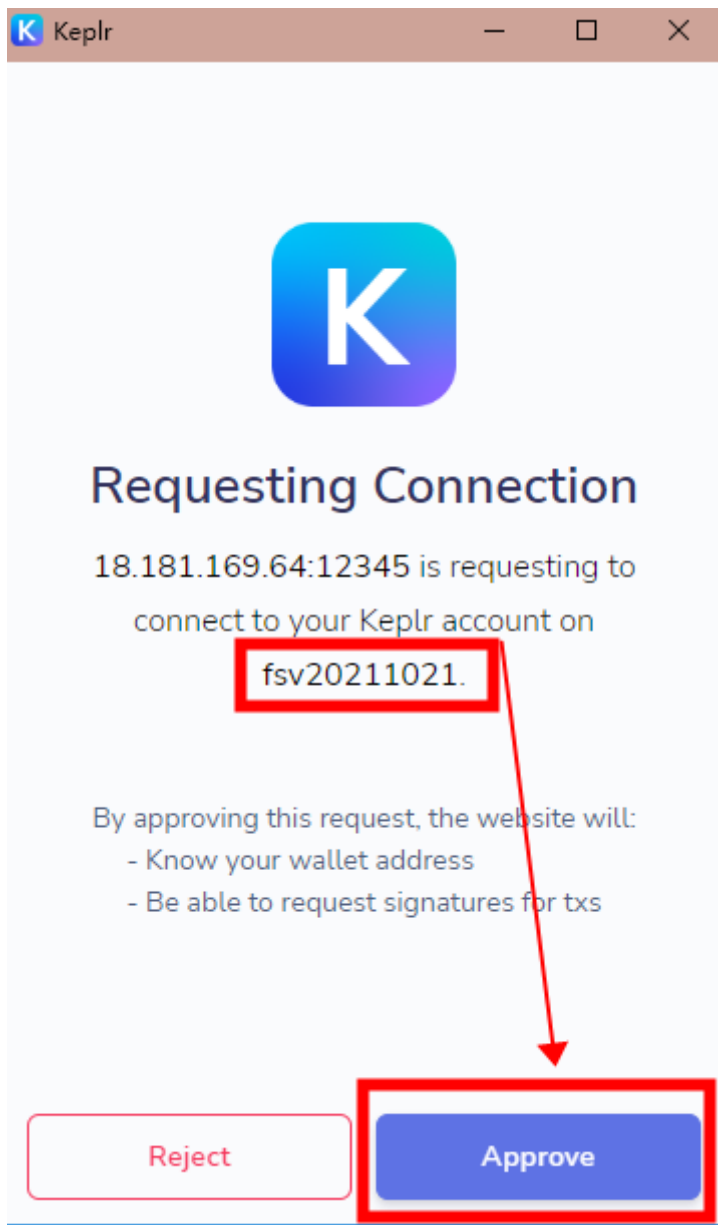 Keplr
K
Requesting Connection
18.181.169.64:12345 is requesting to
connect to your Keplr account on
fsv20211021.
By approving this request, the website will:
- Know your wallet address
- Be able to request signatures for txs
Reject
Approve